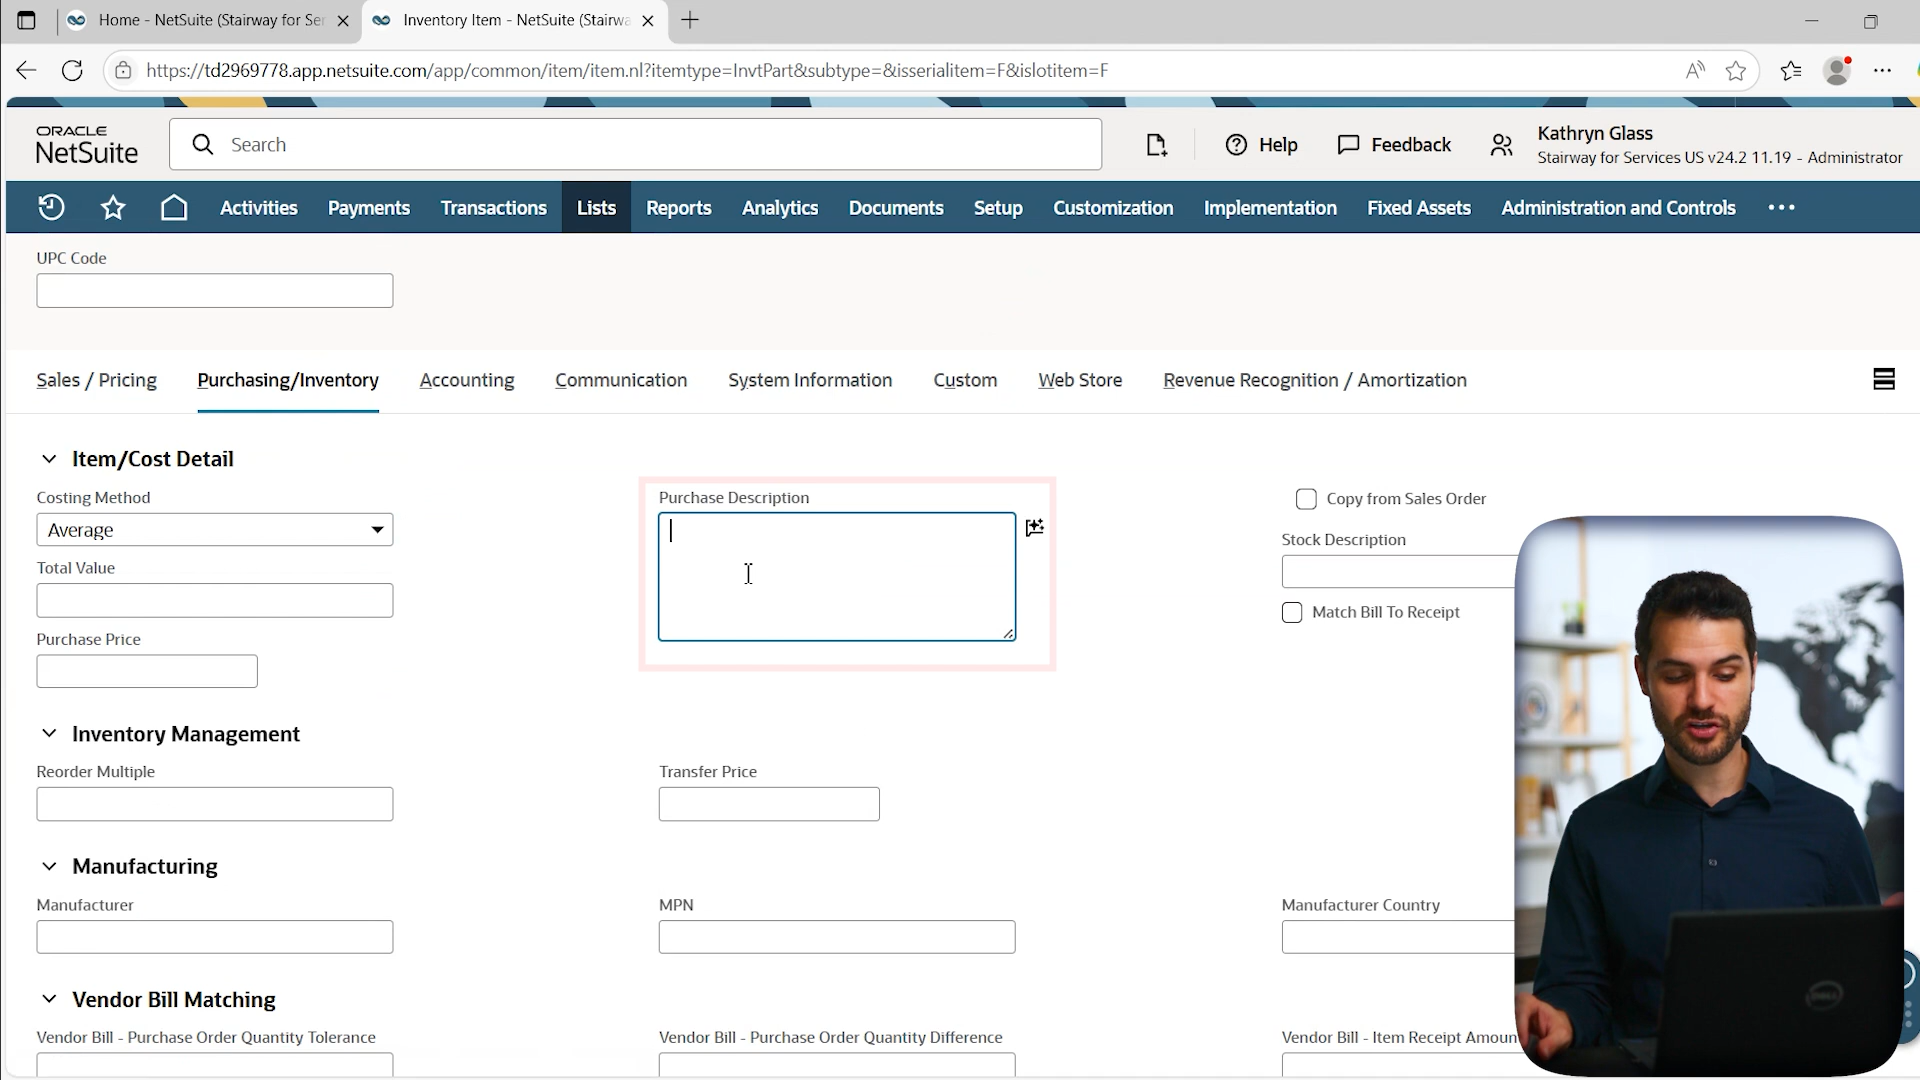 Home - NetSuite (Stairway for Ser
Inventory Item - NetSuite (Stairwa
https://td2969778.app.netsuite.com/app/common/item/item.nl?itemtype=InvtPart&subtype=&isserialitem=F&islotitem=F
ORACLE
NetSuite
Search
Help
Feedback
Kathryn Glass
Stairway for Services US v24.2 11.19 - Administrator
Activities Payments Transactions Lists Reports Analytics Documents Setup Customization Implementation Fixed Assets Administration and Controls
UPC Code
Sales / Pricing Purchasing/Inventory Accounting Communication System Information Custom Web Store Revenue Recognition / Amortization
Item/Cost Detail
Costing Method
Average
Total Value
Purchase Price
Purchase Description
Copy from Sales Order
Stock Description
Match Bill To Receipt
Inventory Management
Reorder Multiple
Transfer Price
Manufacturing
Manufacturer
MPN
Manufacturer Country
Vendor Bill Matching
Vendor Bill - Purchase Order Quantity Tolerance
Vendor Bill - Purchase Order Quantity Difference
Vendor Bill - Item Receipt Amoun
DELL